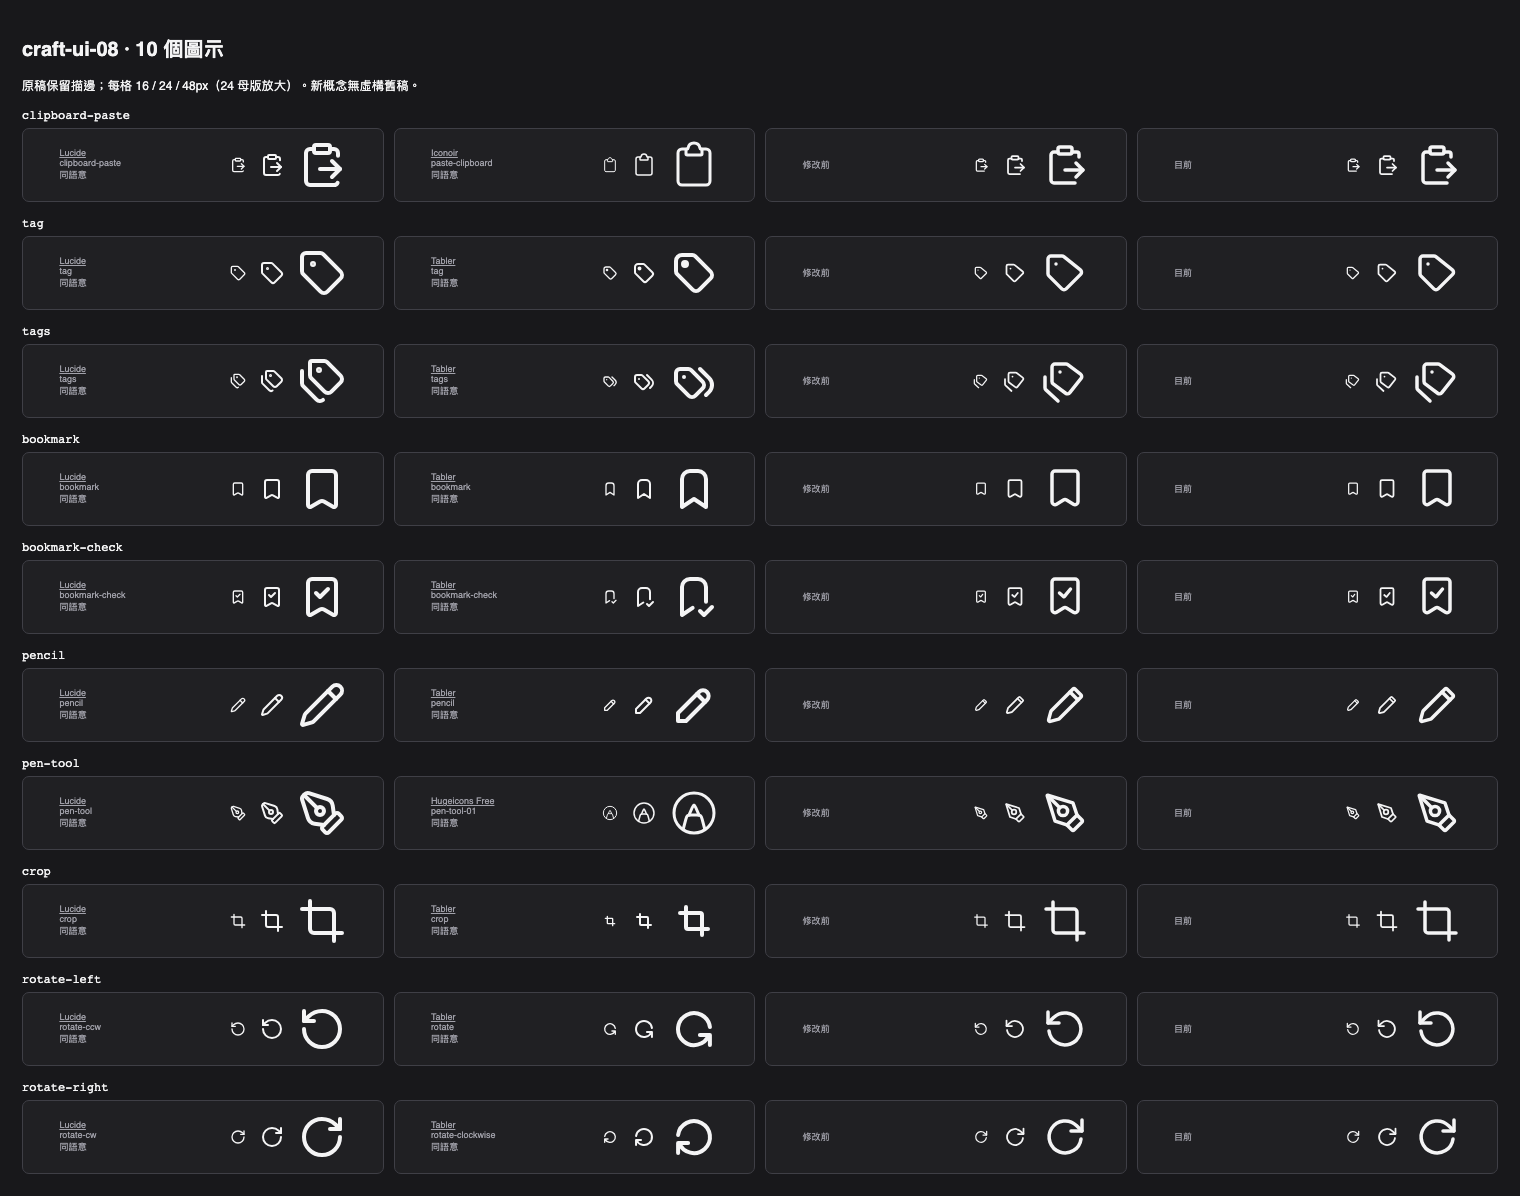 craft-ui-08 · 10 個圖示
原稿保留描邊；每格 16 / 24 / 48px（24 母版放大）。新概念無虛構舊稿。
clipboard-paste
Lucide
clipboard-paste
同語意
Iconoir
paste-clipboard
同語意
修改前
目前
tag
Lucide
tag
同語意
Tabler
tag
同語意
修改前
目前
tags
Lucide
tags
同語意
Tabler
tags
同語意
修改前
目前
bookmark
Lucide
bookmark
同語意
Tabler
bookmark
同語意
修改前
目前
bookmark-check
Lucide
bookmark-check
同語意
Tabler
bookmark-check
同語意
修改前
目前
pencil
Lucide
pencil
同語意
Tabler
pencil
同語意
修改前
目前
pen-tool
Lucide
pen-tool
同語意
Hugeicons Free
pen-tool-01
同語意
修改前
目前
crop
Lucide
crop
同語意
Tabler
crop
同語意
修改前
目前
rotate-left
Lucide
rotate-ccw
同語意
Tabler
rotate
同語意
修改前
目前
rotate-right
Lucide
rotate-cw
同語意
Tabler
rotate-clockwise
同語意
修改前
目前